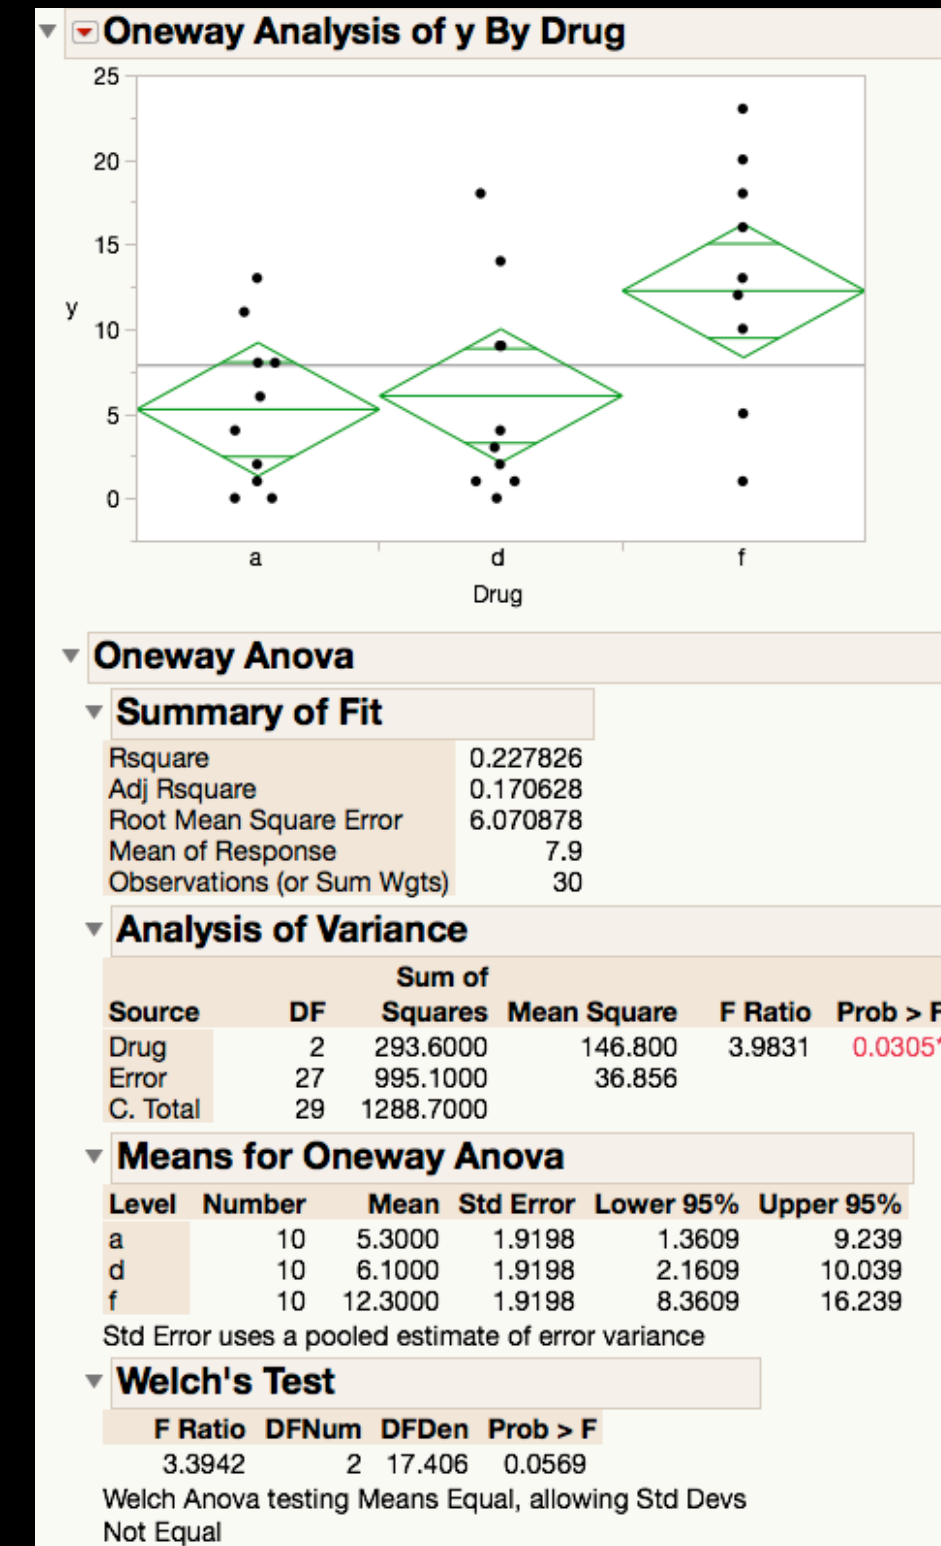 Oneway Analysis of y By Drug
25
20
15
10
5
0
y
a d f
Drug
Oneway Anova
Summary of Fit
Rsquare 0.227826
Adj Rsquare 0.170628
Root Mean Square Error 6.070878
Mean of Response 7.9
Observations (or Sum Wgts) 30
Analysis of Variance
Sum of
Source DF Squares Mean Square F Ratio Prob > F
Drug 2 293.6000 146.800 3.9831 0.0305*
Error 27 995.1000 36.856
C. Total 29 1288.7000
Means for Oneway Anova
Level Number Mean Std Error Lower 95% Upper 95%
a 10 5.3000 1.9198 1.3609 9.239
d 10 6.1000 1.9198 2.1609 10.039
f 10 12.3000 1.9198 8.3609 16.239
Std Error uses a pooled estimate of error variance
Welch's Test
F Ratio DFNum DFDen Prob > F
3.3942 2 17.406 0.0569
Welch Anova testing Means Equal, allowing Std Devs
Not Equal